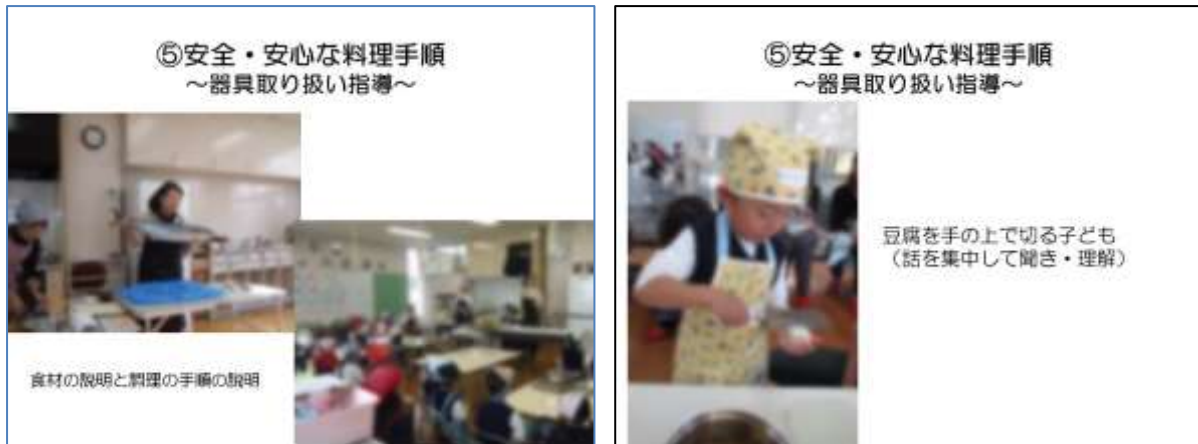 ⑤安全・安心な料理手順
～器具取り扱い指導～
食材の説明と調理の手順の説明
⑤安全・安心な料理手順
～器具取り扱い指導～
豆腐を手の上で切る子ども
（話を集中して聞き・理解）